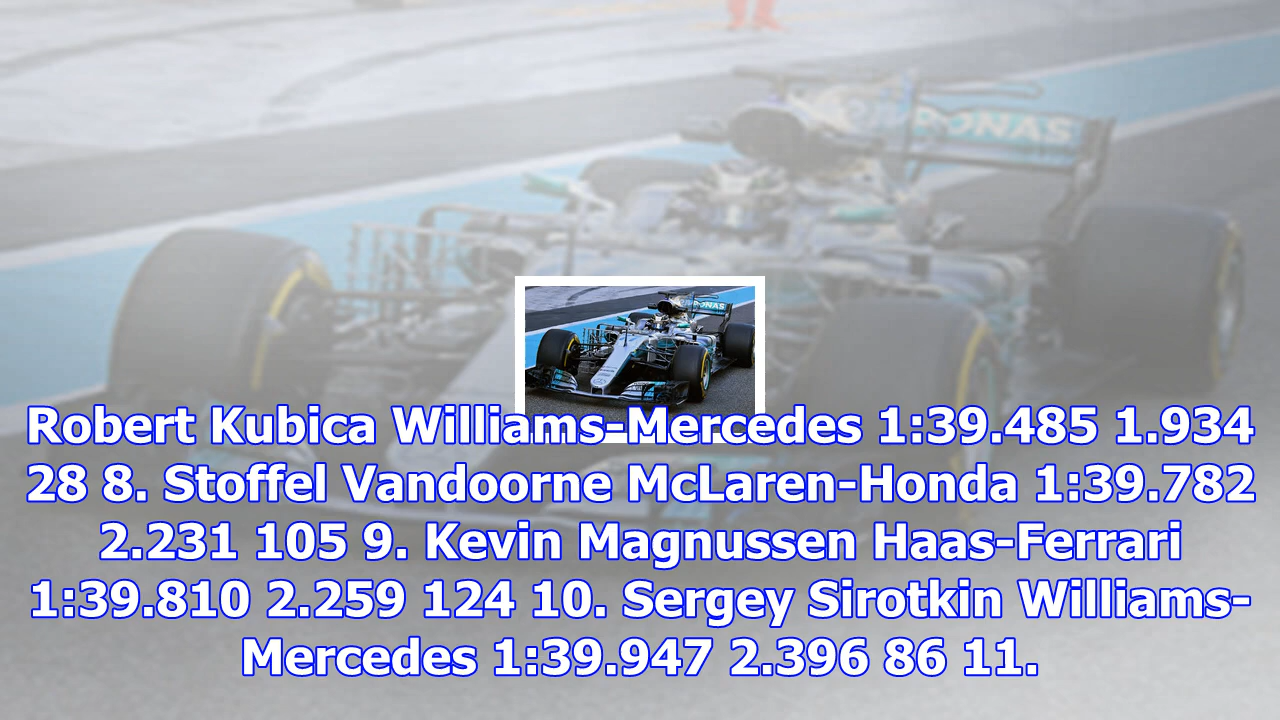 ONAS
ONAS
Robert Kubica Williams-Mercedes 1:39.485 1.934
28 8. Stoffel Vandoorne McLaren-Honda 1:39.782
2.231 105 9. Kevin Magnussen Haas-Ferrari
1:39.810 2.259 124 10. Sergey Sirotkin Williams-
Mercedes 1:39.947 2.396 86 11.